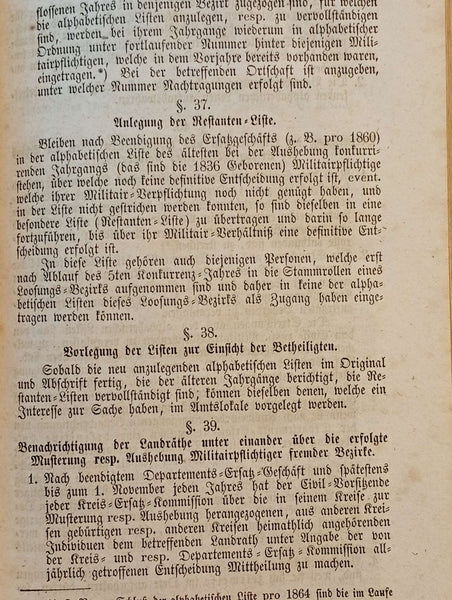 flossenen Jahres in denjenigen Bezirk zugezogen sind, für welchen
die alphabetischen Listen anzulegen, resp. zu vervollständigen
sind, werden bei ihrem Jahrgange wiederum in alphabetischer
Ordnung unter fortlaufender Nummer hinter diejenigen Mili-
tairpflichtigen, welche in dem Vorjahre bereits vorhanden waren,
eingetragen.*) Bei der betreffenden Ortschaft ist anzugeben,
unter welcher Nummer Nachtragungen erfolgt sind.
§. 37.
Anlegung der Restanten-Liste.
Bleiben nach Beendigung des Ersatzgeschäfts (z. B. pro 1860)
in der alphabetischen Liste des ältesten bei der Aushebung konkurri-
renden Jahrgangs (das sind die 1836 Geborenen) Militairpflichtige
stehen, über welche noch keine definitive Entscheidung erfolgt ist, event.
welche ihrer Militair-Verpflichtung noch nicht genügt haben, und
in der Liste nicht gestrichen werden konnten, so sind dieselben in eine
besondere Liste (Restanten-Liste) zu übertragen und darin so lange
fortzuführen, bis über ihr Militair-Verhältniß eine definitive Ent-
scheidung erfolgt ist.
In diese Liste gehören auch diejenigen Personen, welche erst
nach Ablauf des 5ten Konkurrenz-Jahres in die Stammrollen eines
Loosungs-Bezirks aufgenommen sind und daher in keine der alpha-
betischen Listen dieses Loosungs-Bezirks als Zugang haben einge-
tragen werden können.
§. 38.
Vorlegung der Listen zur Einsicht der Betheiligten.
Sobald die neu anzulegenden alphabetischen Listen im Original
und Abschrift fertig, die der älteren Jahrgänge berichtigt, die Re-
stanten-Listen vervollständigt sind; können dieselben denen, welche ein
Interesse zur Sache haben, im Amtslokale vorgelegt werden.
§. 39.
Benachrichtigung der Landräthe unter einander über die erfolgte
Musterung resp. Aushebung Militairpflichtiger fremder Bezirke.
1. Nach beendigtem Departements-Ersatz-Geschäft und spätestens
bis zum 1. November jeden Jahres hat der Civil-Vorsitzende
jeder Kreis-Ersatz-Kommission über die in seinem Kreise zur
Musterung resp. Aushebung herangezogenen, aus anderen Krei-
sen gebürtigen resp. anderen Kreisen heimathlich angehörenden
Individuen dem betreffenden Landrath unter Angabe der von
der Kreis- und resp. Departements-Ersatz-Kommission all-
jährlich getroffenen Entscheidung Mittheilung zu machen.
der alphabetischen Liste pro 1864 sind die im Laufe